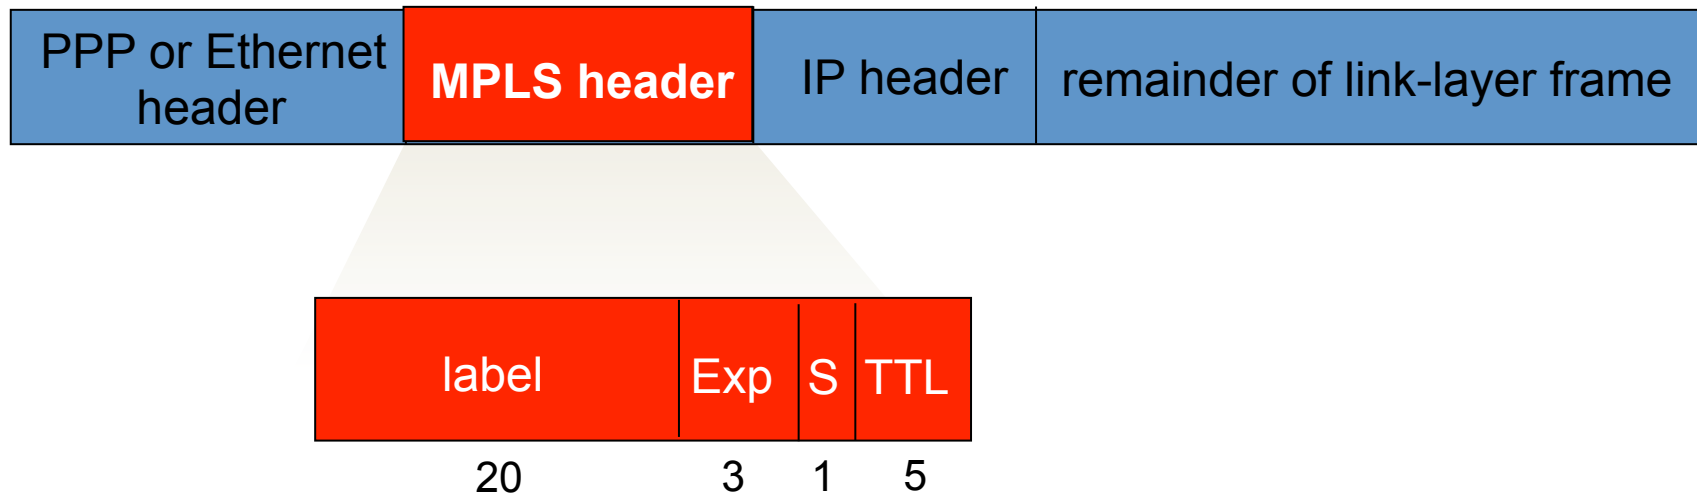 PPP or Ethernet
header
MPLS header
IP header
remainder of link-layer frame
label
Exp
S
TTL
20
3
1
5